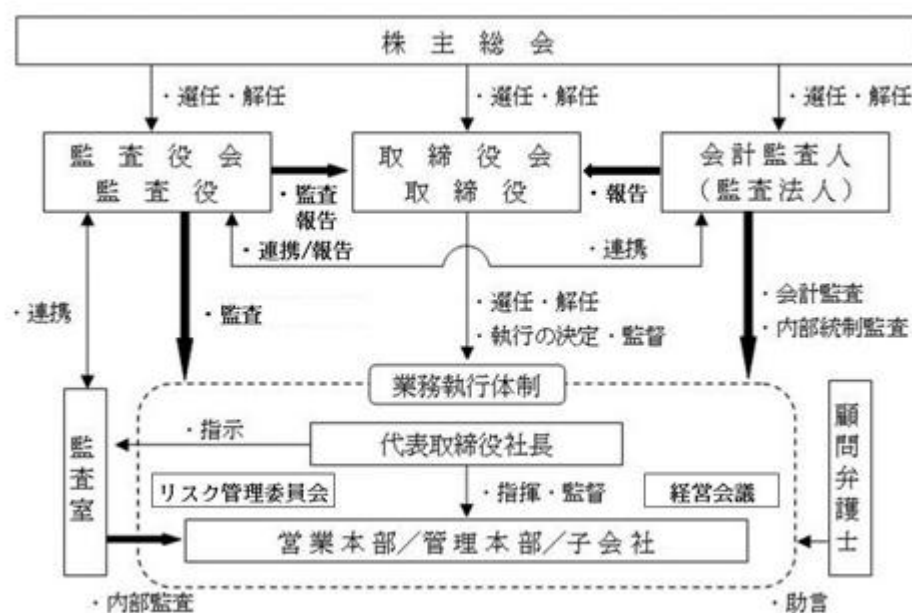 株主総会
・選任・解任
・選任・解任
・選任・解任
監査役会
監査役
取締役会
取締役
会計監査人
(監査法人)
・監査
報告
・報告
・連携/報告
・連携
・連携
・監査
・選任・解任
・執行の決定・監督
・会計監査
・内部統制監査
業務執行体制
監査室
・指示
代表取締役社長
顧問弁護士
リスク管理委員会
・指揮・監督
経営会議
営業本部/管理本部/子会社
・内部監査
・助言